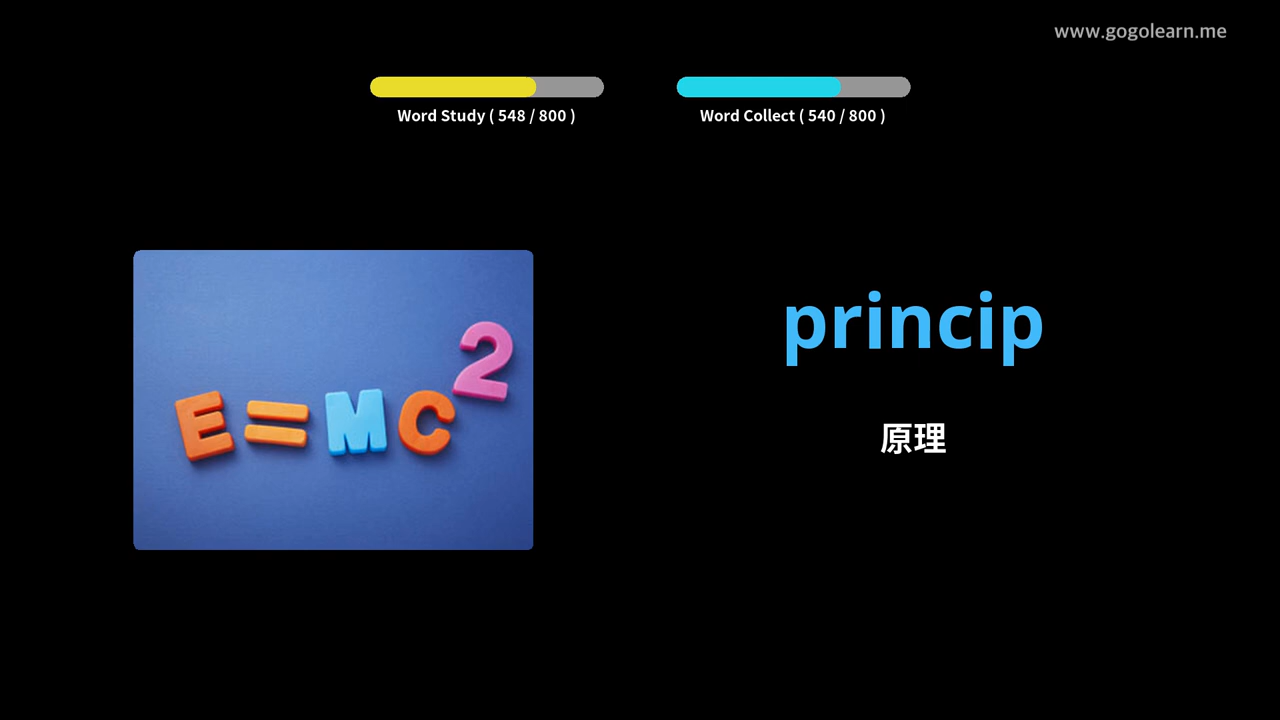 www.gogolearn.me
Word Study ( 548 / 800 )
Word Collect ( 540 / 800 )
E=MC²
princip
原理